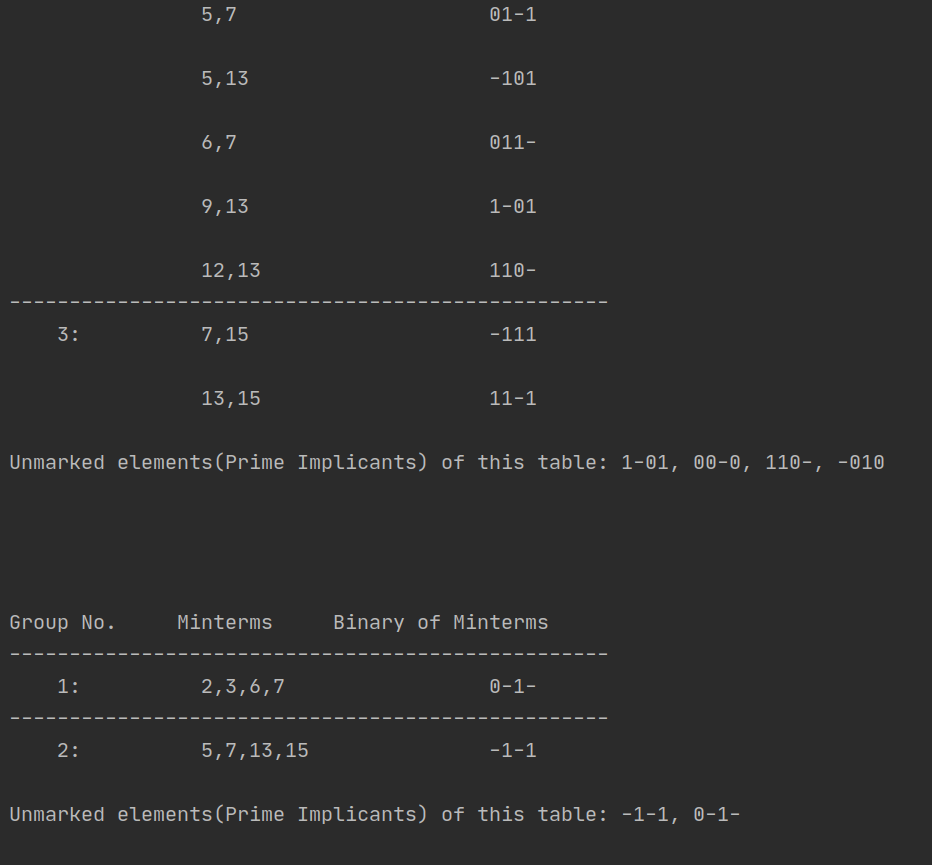 5,7 01-1
5,13 -101
6,7 011-
9,13 1-01
12,13 110-
--------------------------------------------------
3: 7,15 -111
13,15 11-1
Unmarked elements(Prime Implicants) of this table: 1-01, 00-0, 110-, -010
Group No. Minterms Binary of Minterms
--------------------------------------------------
1: 2,3,6,7 0-1-
--------------------------------------------------
2: 5,7,13,15 -1-1
Unmarked elements(Prime Implicants) of this table: -1-1, 0-1-